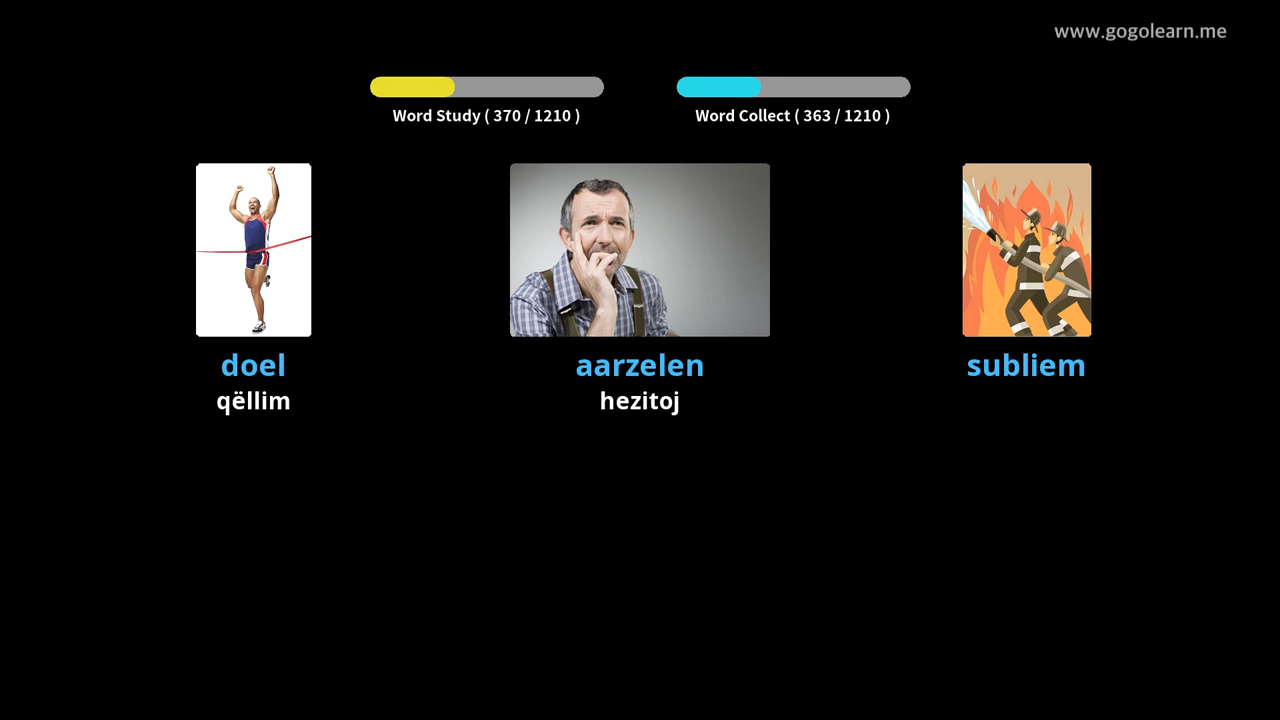 www.gogolearn.me
Word Study ( 370 / 1210 )
Word Collect ( 363 / 1210 )
doel
qëllim
aarzelen
hezitoj
subliem